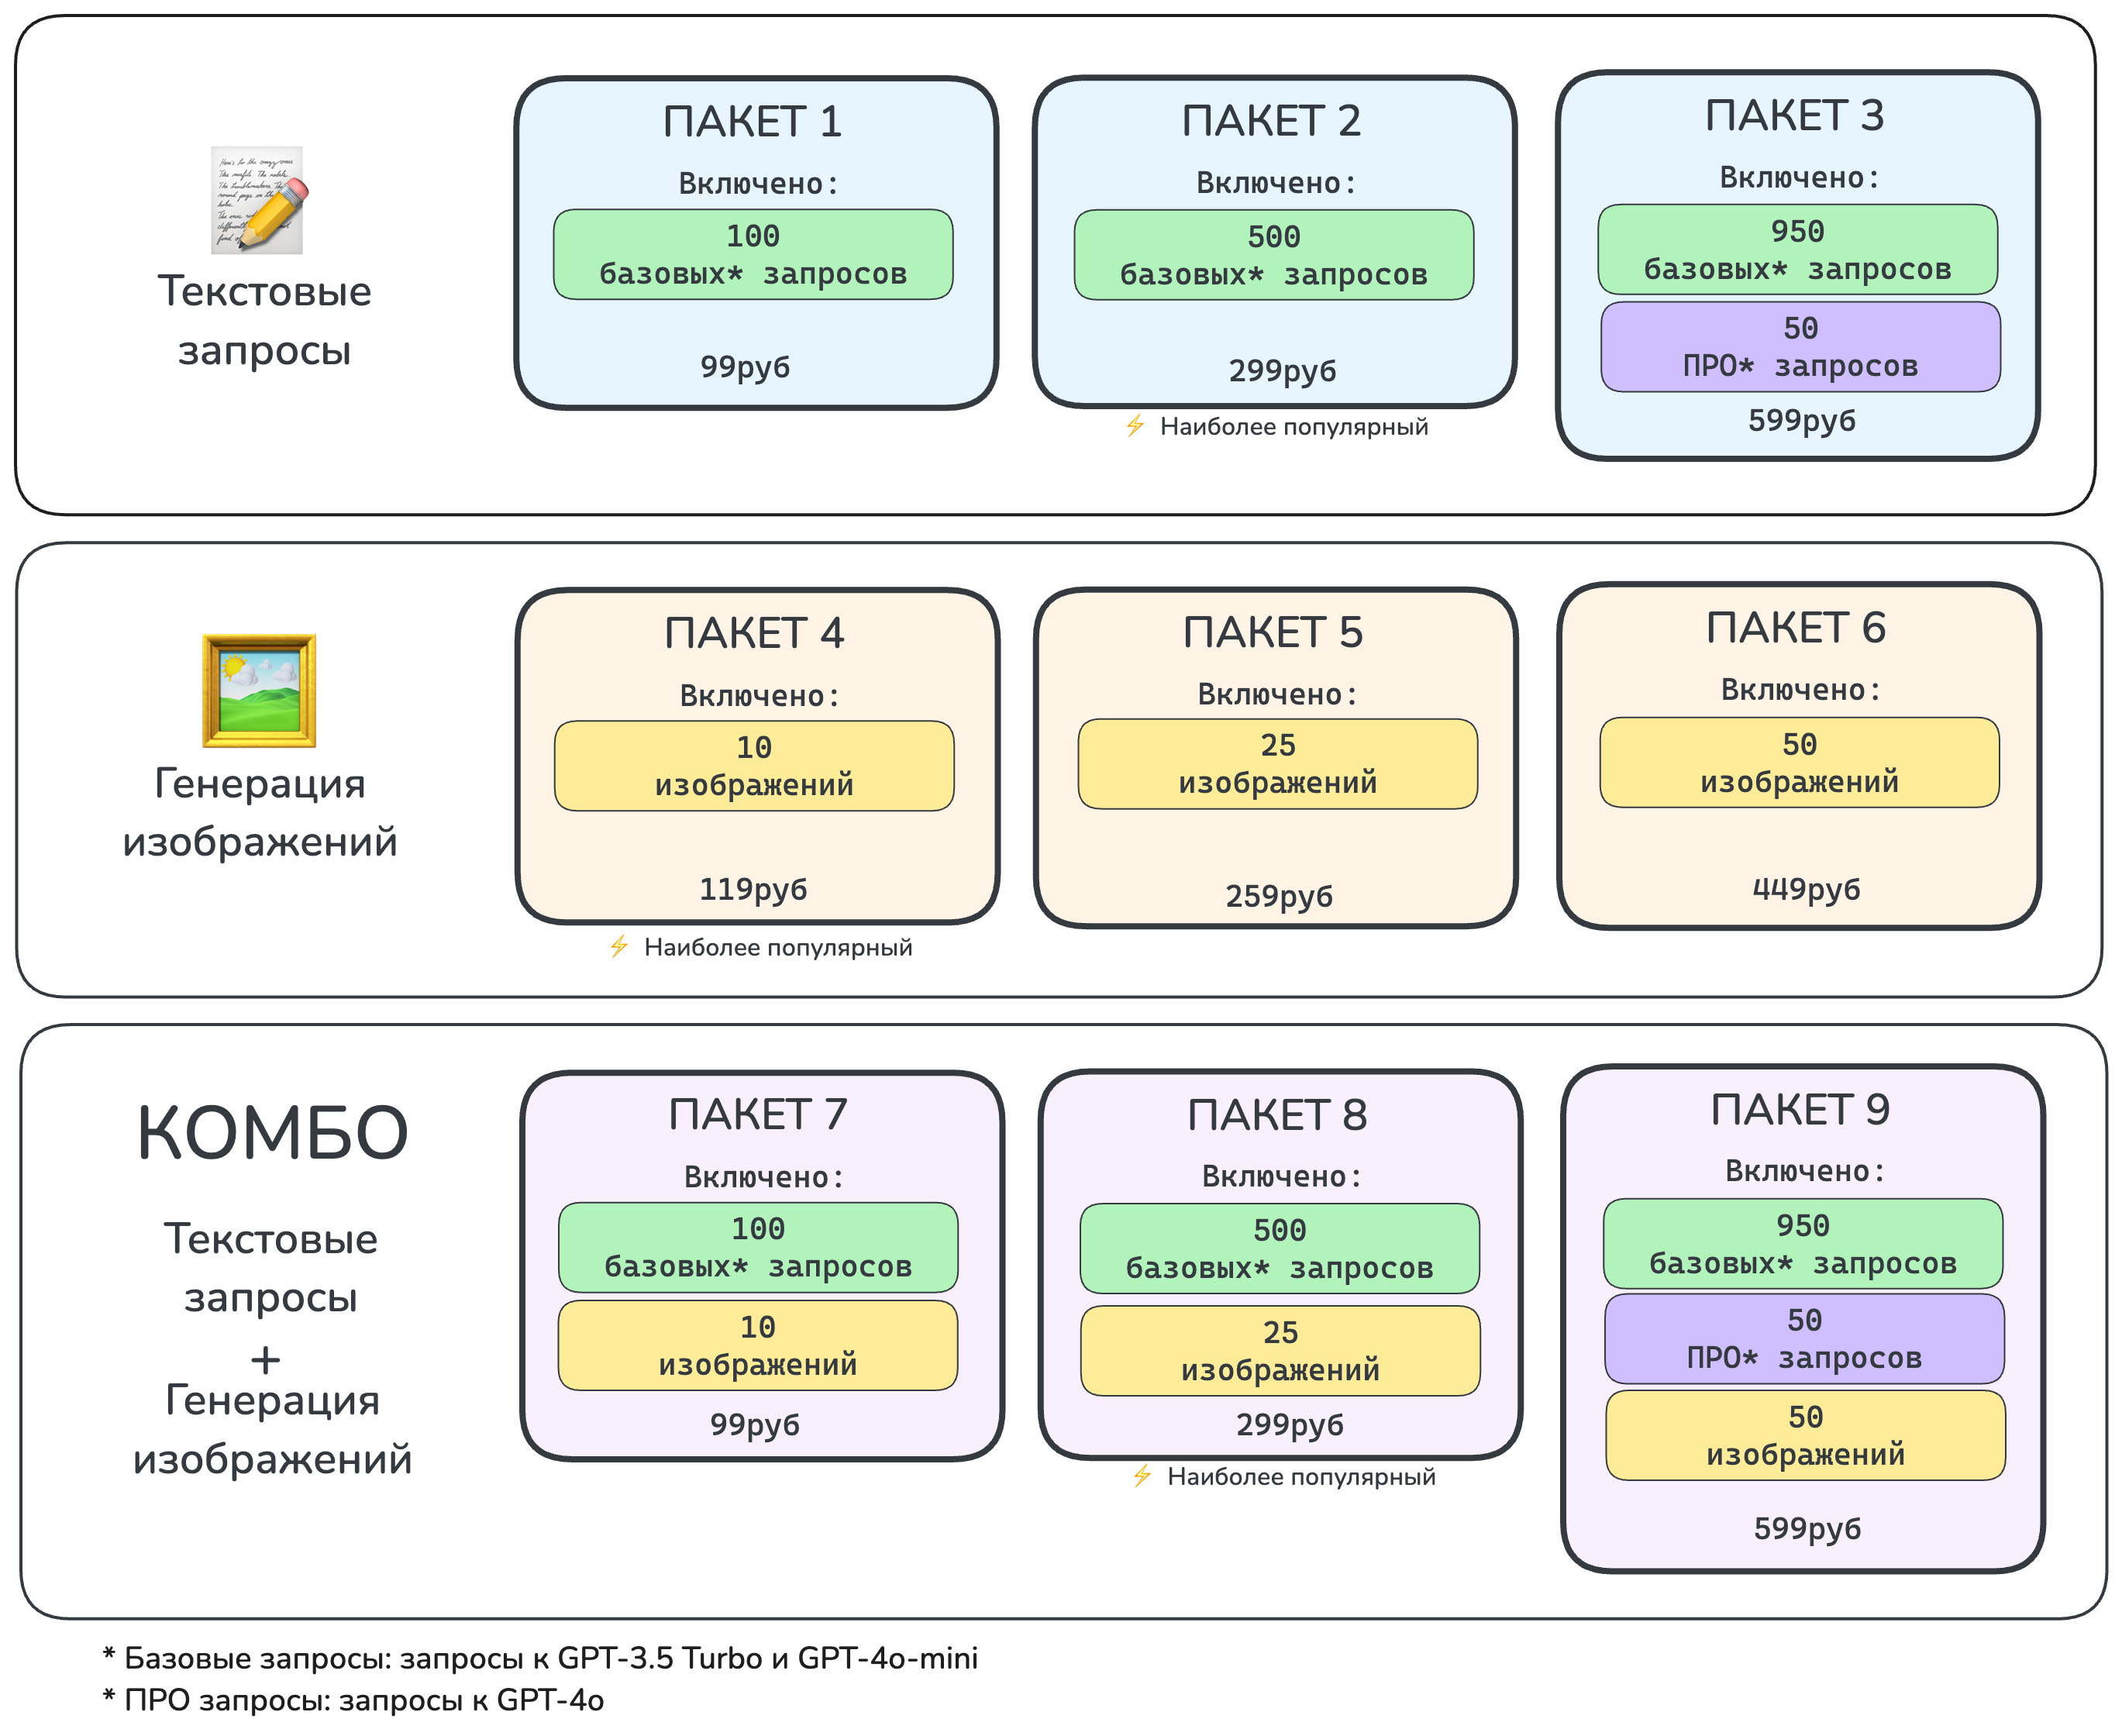 Текстовые
запросы
ПАКЕТ 1
Включено:
100
базовых* запросов
99руб
ПАКЕТ 2
Включено:
500
базовых* запросов
299руб
⚡ Наиболее популярный
ПАКЕТ 3
Включено:
950
базовых* запросов
50
ПРО* запросов
599руб
Генерация
изображений
ПАКЕТ 4
Включено:
10
изображений
119руб
⚡ Наиболее популярный
ПАКЕТ 5
Включено:
25
изображений
259руб
ПАКЕТ 6
Включено:
50
изображений
449руб
КОМБО
Текстовые
запросы
+
Генерация
изображений
ПАКЕТ 7
Включено:
100
базовых* запросов
10
изображений
99руб
ПАКЕТ 8
Включено:
500
базовых* запросов
25
изображений
299руб
⚡ Наиболее популярный
ПАКЕТ 9
Включено:
950
базовых* запросов
50
ПРО* запросов
50
изображений
599руб
* Базовые запросы: запросы к GPT-3.5 Turbo и GPT-4o-mini
* ПРО запросы: запросы к GPT-4o